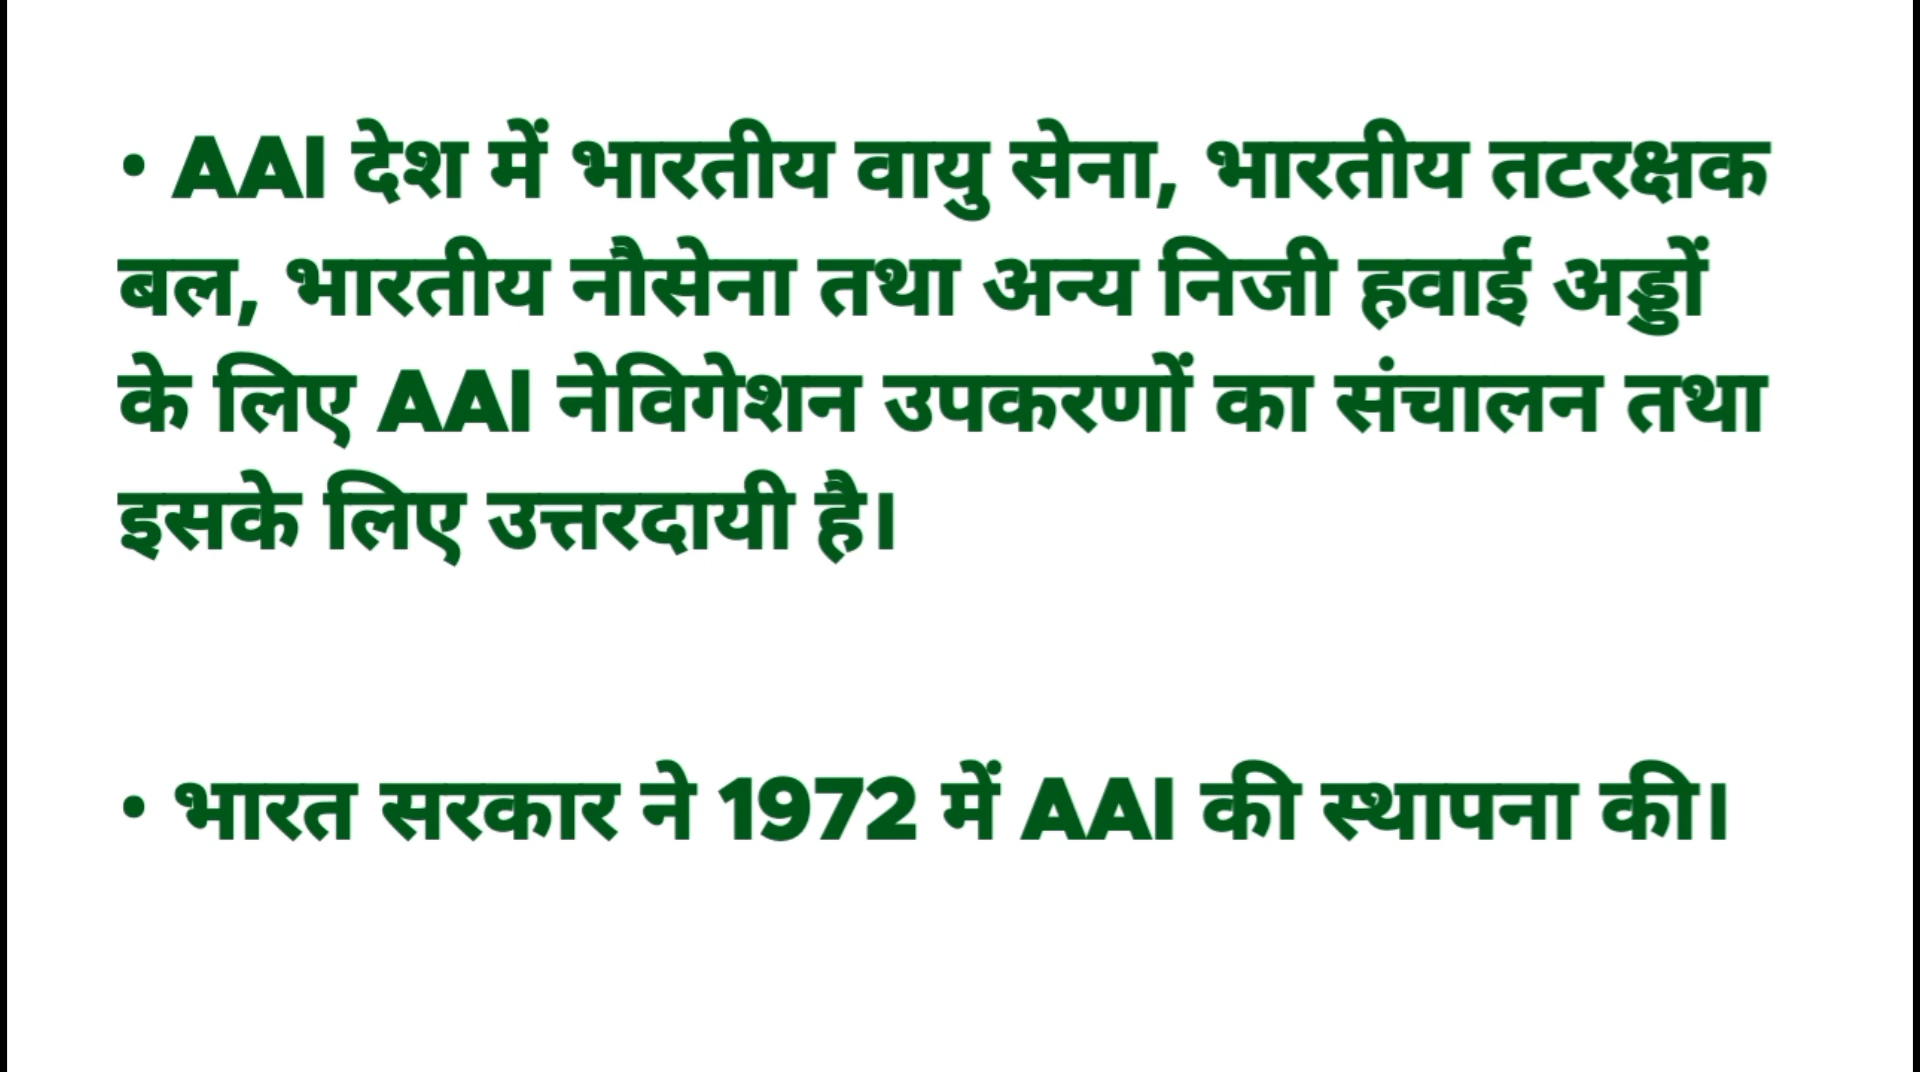 • AAI देश में भारतीय वायु सेना, भारतीय तटरक्षक
बल, भारतीय नौसेना तथा अन्य निजी हवाई अड्डों
के लिए AAI नेविगेशन उपकरणों का संचालन तथा
इसके लिए उत्तरदायी है।
• भारत सरकार ने 1972 में AAI की स्थापना की।